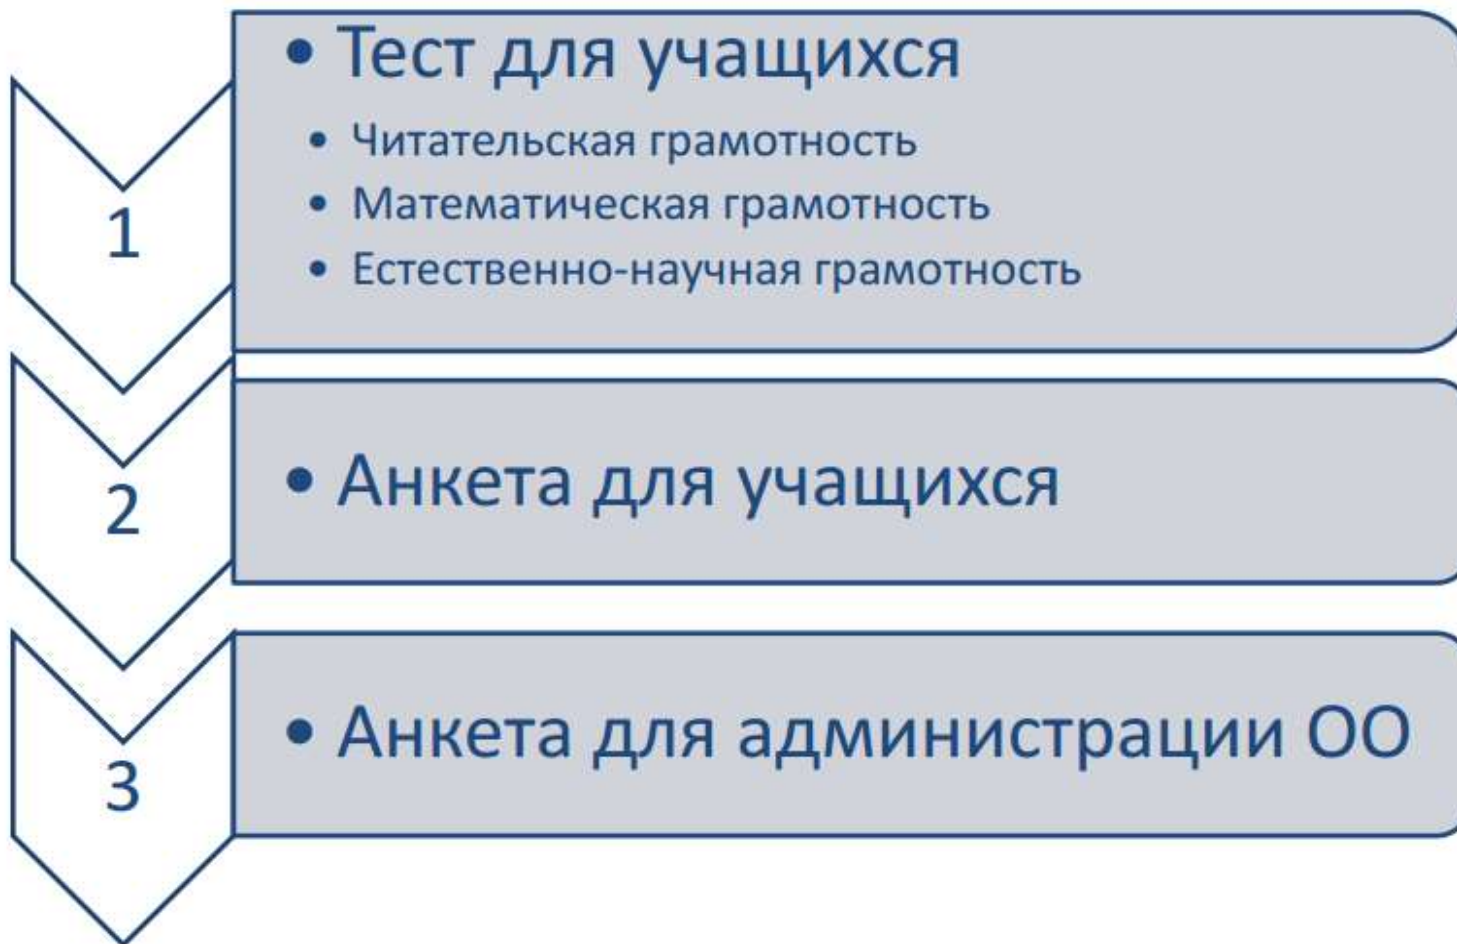 1
• Тест для учащихся
• Читательская грамотность
• Математическая грамотность
• Естественно-научная грамотность
2
• Анкета для учащихся
3
• Анкета для администрации ОО